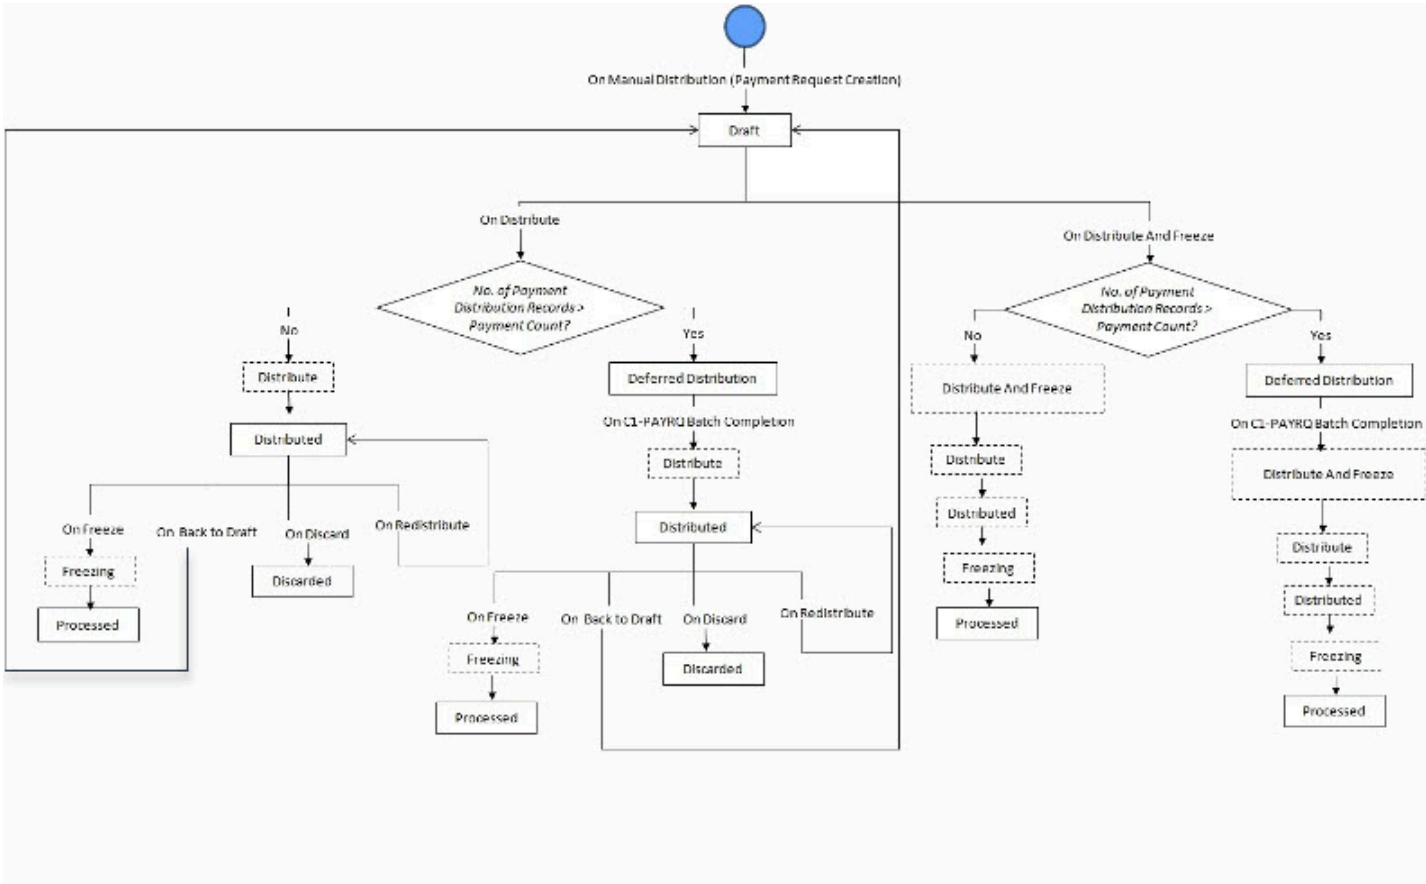 On Manual Distribution (Payment Request Creation)
Draft
On Distribute
On Distribute And Freeze
No. of Payment
Distribution Records >
Payment Count?
No. of Payment
Distribution Records >
Payment Count?
No
Yes
No
Yes
Distribute
Deferred Distribution
Distribute And Freeze
Deferred Distribution
On C1-PAYRQ Batch Completion
On C1-PAYRQ Batch Completion
Distributed
Distribute
Distribute
Distribute And Freeze
On Freeze
On Back to Draft
On Discard
On Redistribute
Distributed
Distributed
Distribute
Freezing
Discarded
Freezing
Distributed
Processed
On Freeze
On Back to Draft
On Discard
On Redistribute
Processed
Freezing
Freezing
Discarded
Processed
Processed